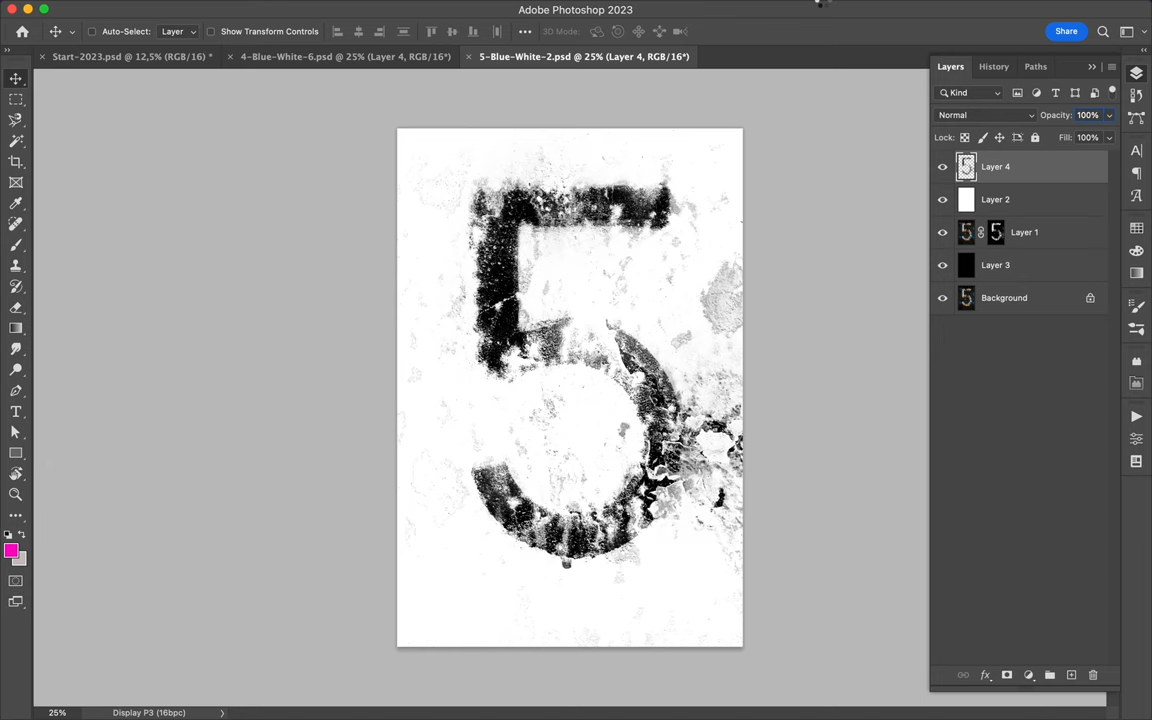 Adobe Photoshop 2023
Auto-Select: Layer Show Transform Controls 3D Mode: Share
Start-2023.psd @ 12,5% (RGB/16) * 4-Blue-White-6.psd @ 25% (Layer 4, RGB/16*) 5-Blue-White-2.psd @ 25% (Layer 4, RGB/16*)
Layers History Paths
Kind
Normal Opacity: 100%
Lock: Fill: 100%
Layer 4
Layer 2
Layer 1
Layer 3
Background
5
25% Display P3 (16bpc)